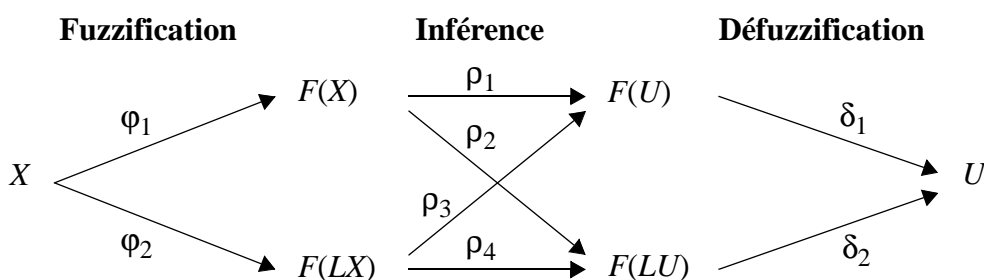 Fuzzification Inférence Défuzzification
F(X) ρ1 F(U)
φ1 ρ2 δ1
X U
φ2 ρ3 δ2
F(LX) ρ4 F(LU)